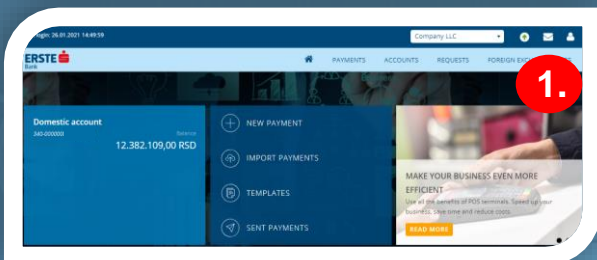 login: 26.01.2021 14:49:59
Company LLC
ERSTE
Bank
PAYMENTS ACCOUNTS REQUESTS FOREIGN EXC
1.
Domestic account
Balance
12.382.109,00 RSD
NEW PAYMENT
IMPORT PAYMENTS
TEMPLATES
SENT PAYMENTS
MAKE YOUR BUSINESS EVEN MORE
EFFICIENT
Use all the benefits of POS terminals. Speed up your
business, save time and reduce costs.
READ MORE